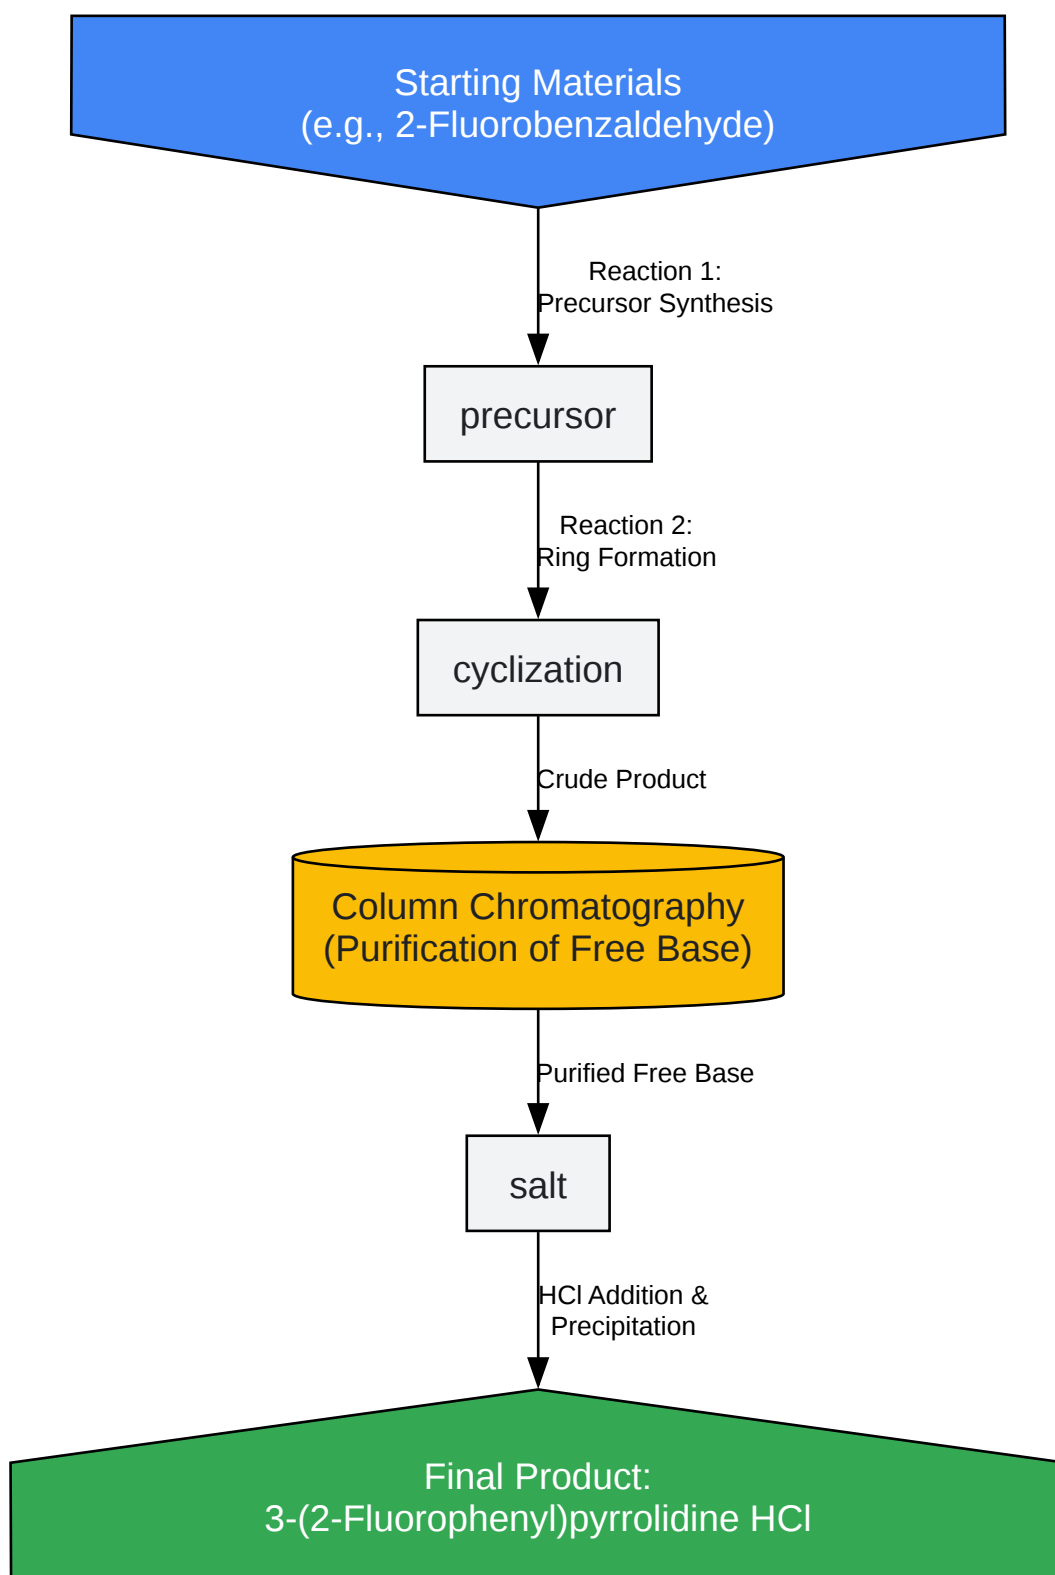 Starting Materials
(e.g., 2-Fluorobenzaldehyde)
Reaction 1:
Precursor Synthesis
precursor
Reaction 2:
Ring Formation
cyclization
Crude Product
Column Chromatography
(Purification of Free Base)
Purified Free Base
salt
HCl Addition &
Precipitation
Final Product:
3-(2-Fluorophenyl)pyrrolidine HCl